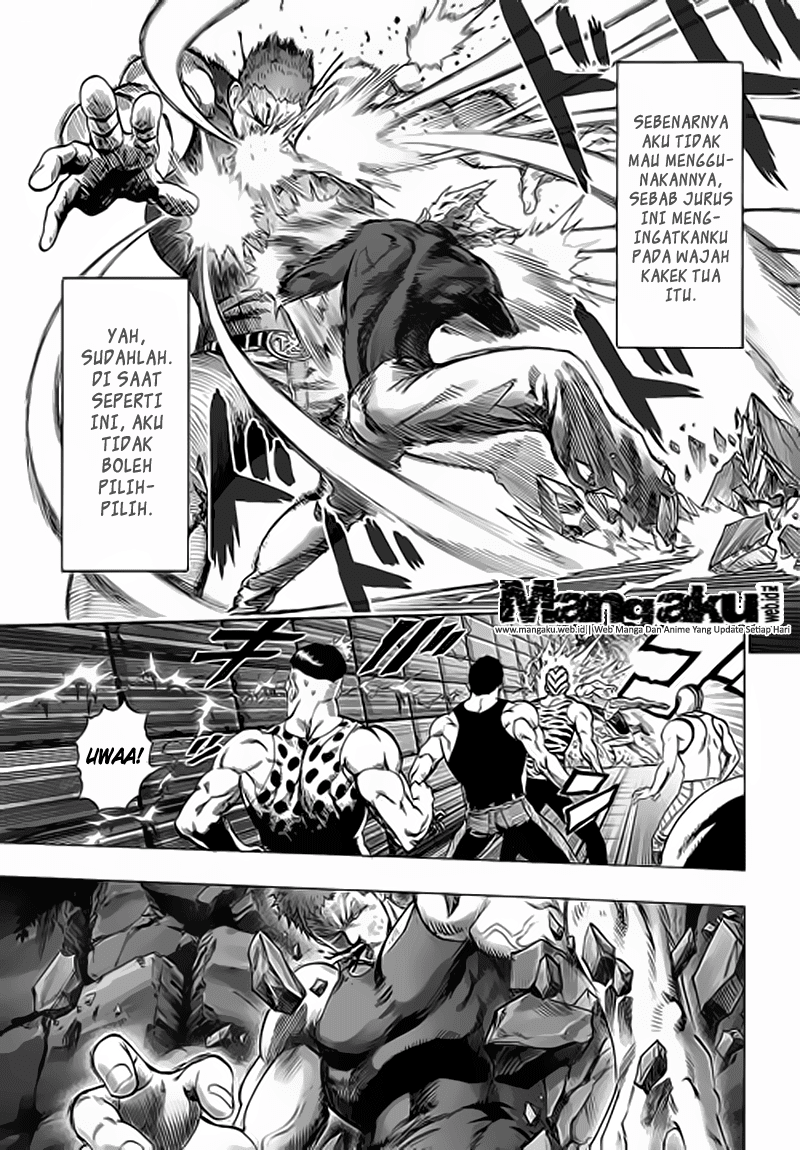 SEBENARNYA
AKU TIDAK
MAU MENGGU-
NAKANNYA,
SEBAB JURUS
INI MENG-
INGATKANKU
PADA WAJAH
KAKEK TUA
ITU.
YAH,
SUDAHLAH.
DI SAAT
SEPERTI
INI, AKU
TIDAK
BOLEH
PILIH-
PILIH.
Mangaku
www.mangaku.web.id | Web Manga Dan Anime Yang Update Setiap Hari
UWAA!